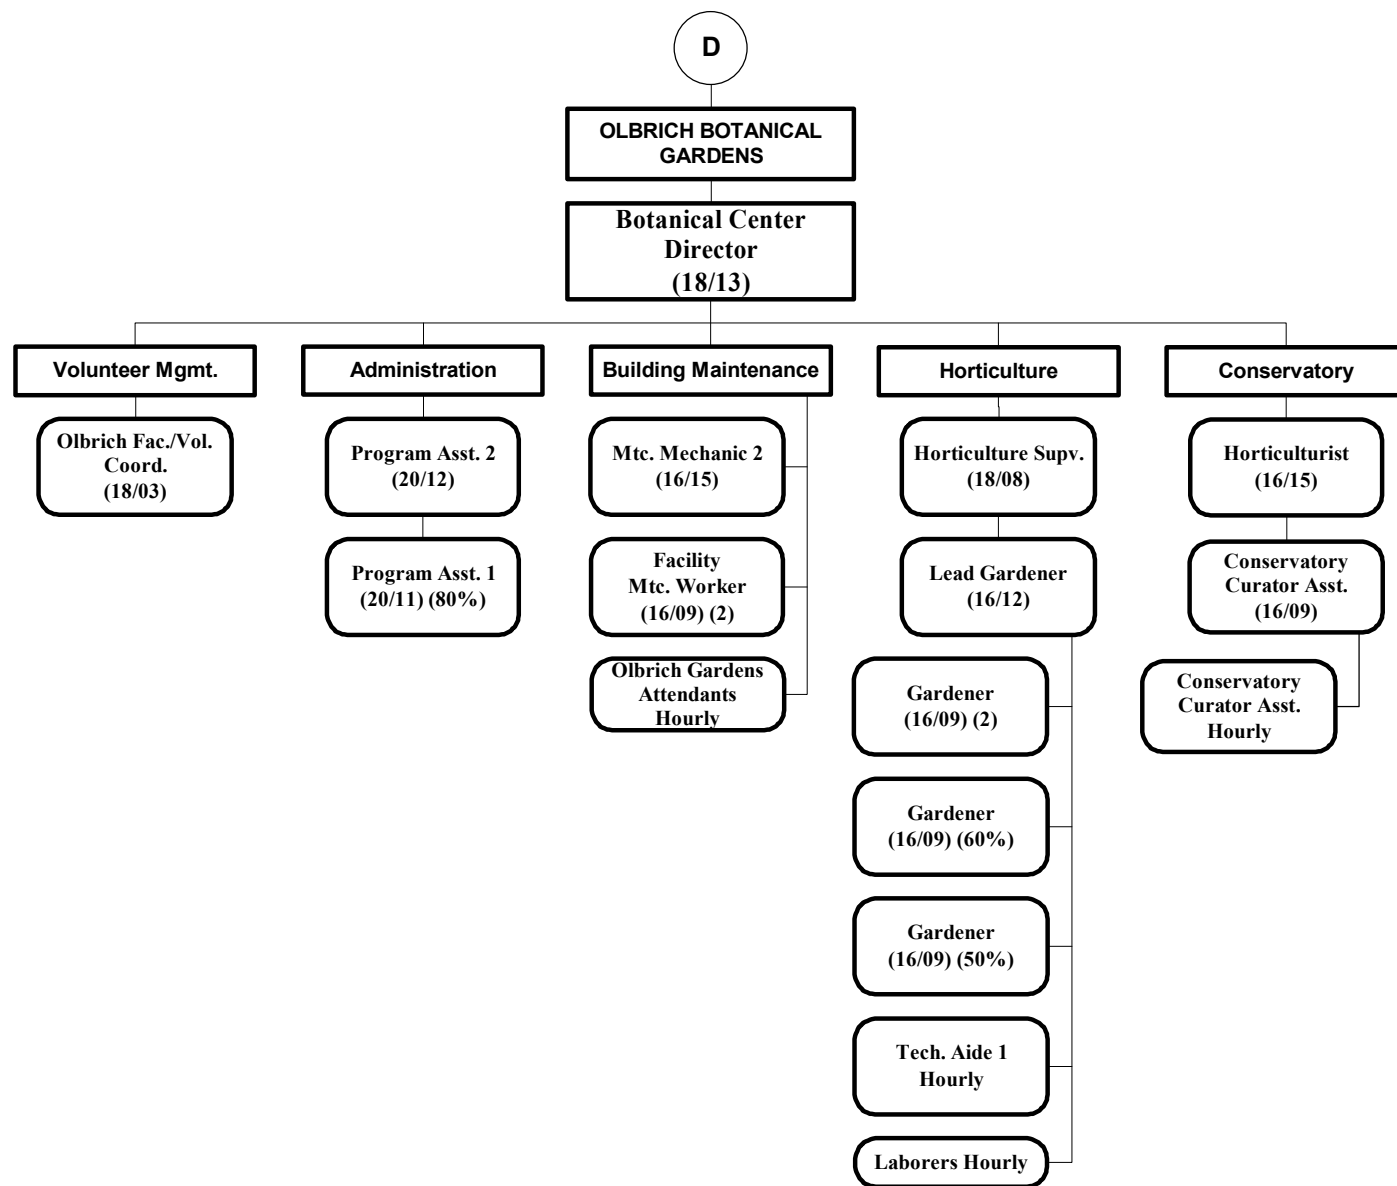 D
OLBRICH BOTANICAL
GARDENS
Botanical Center
Director
(18/13)
Volunteer Mgmt.
Olbrich Fac./Vol.
Coord.
(18/03)
Administration
Program Asst. 2
(20/12)
Program Asst. 1
(20/11) (80%)
Building Maintenance
Mtc. Mechanic 2
(16/15)
Facility
Mtc. Worker
(16/09) (2)
Olbrich Gardens
Attendants
Hourly
Horticulture
Horticulture Supv.
(18/08)
Lead Gardener
(16/12)
Gardener
(16/09) (2)
Gardener
(16/09) (60%)
Gardener
(16/09) (50%)
Tech. Aide 1
Hourly
Laborers Hourly
Conservatory
Horticulturist
(16/15)
Conservatory
Curator Asst.
(16/09)
Conservatory
Curator Asst.
Hourly